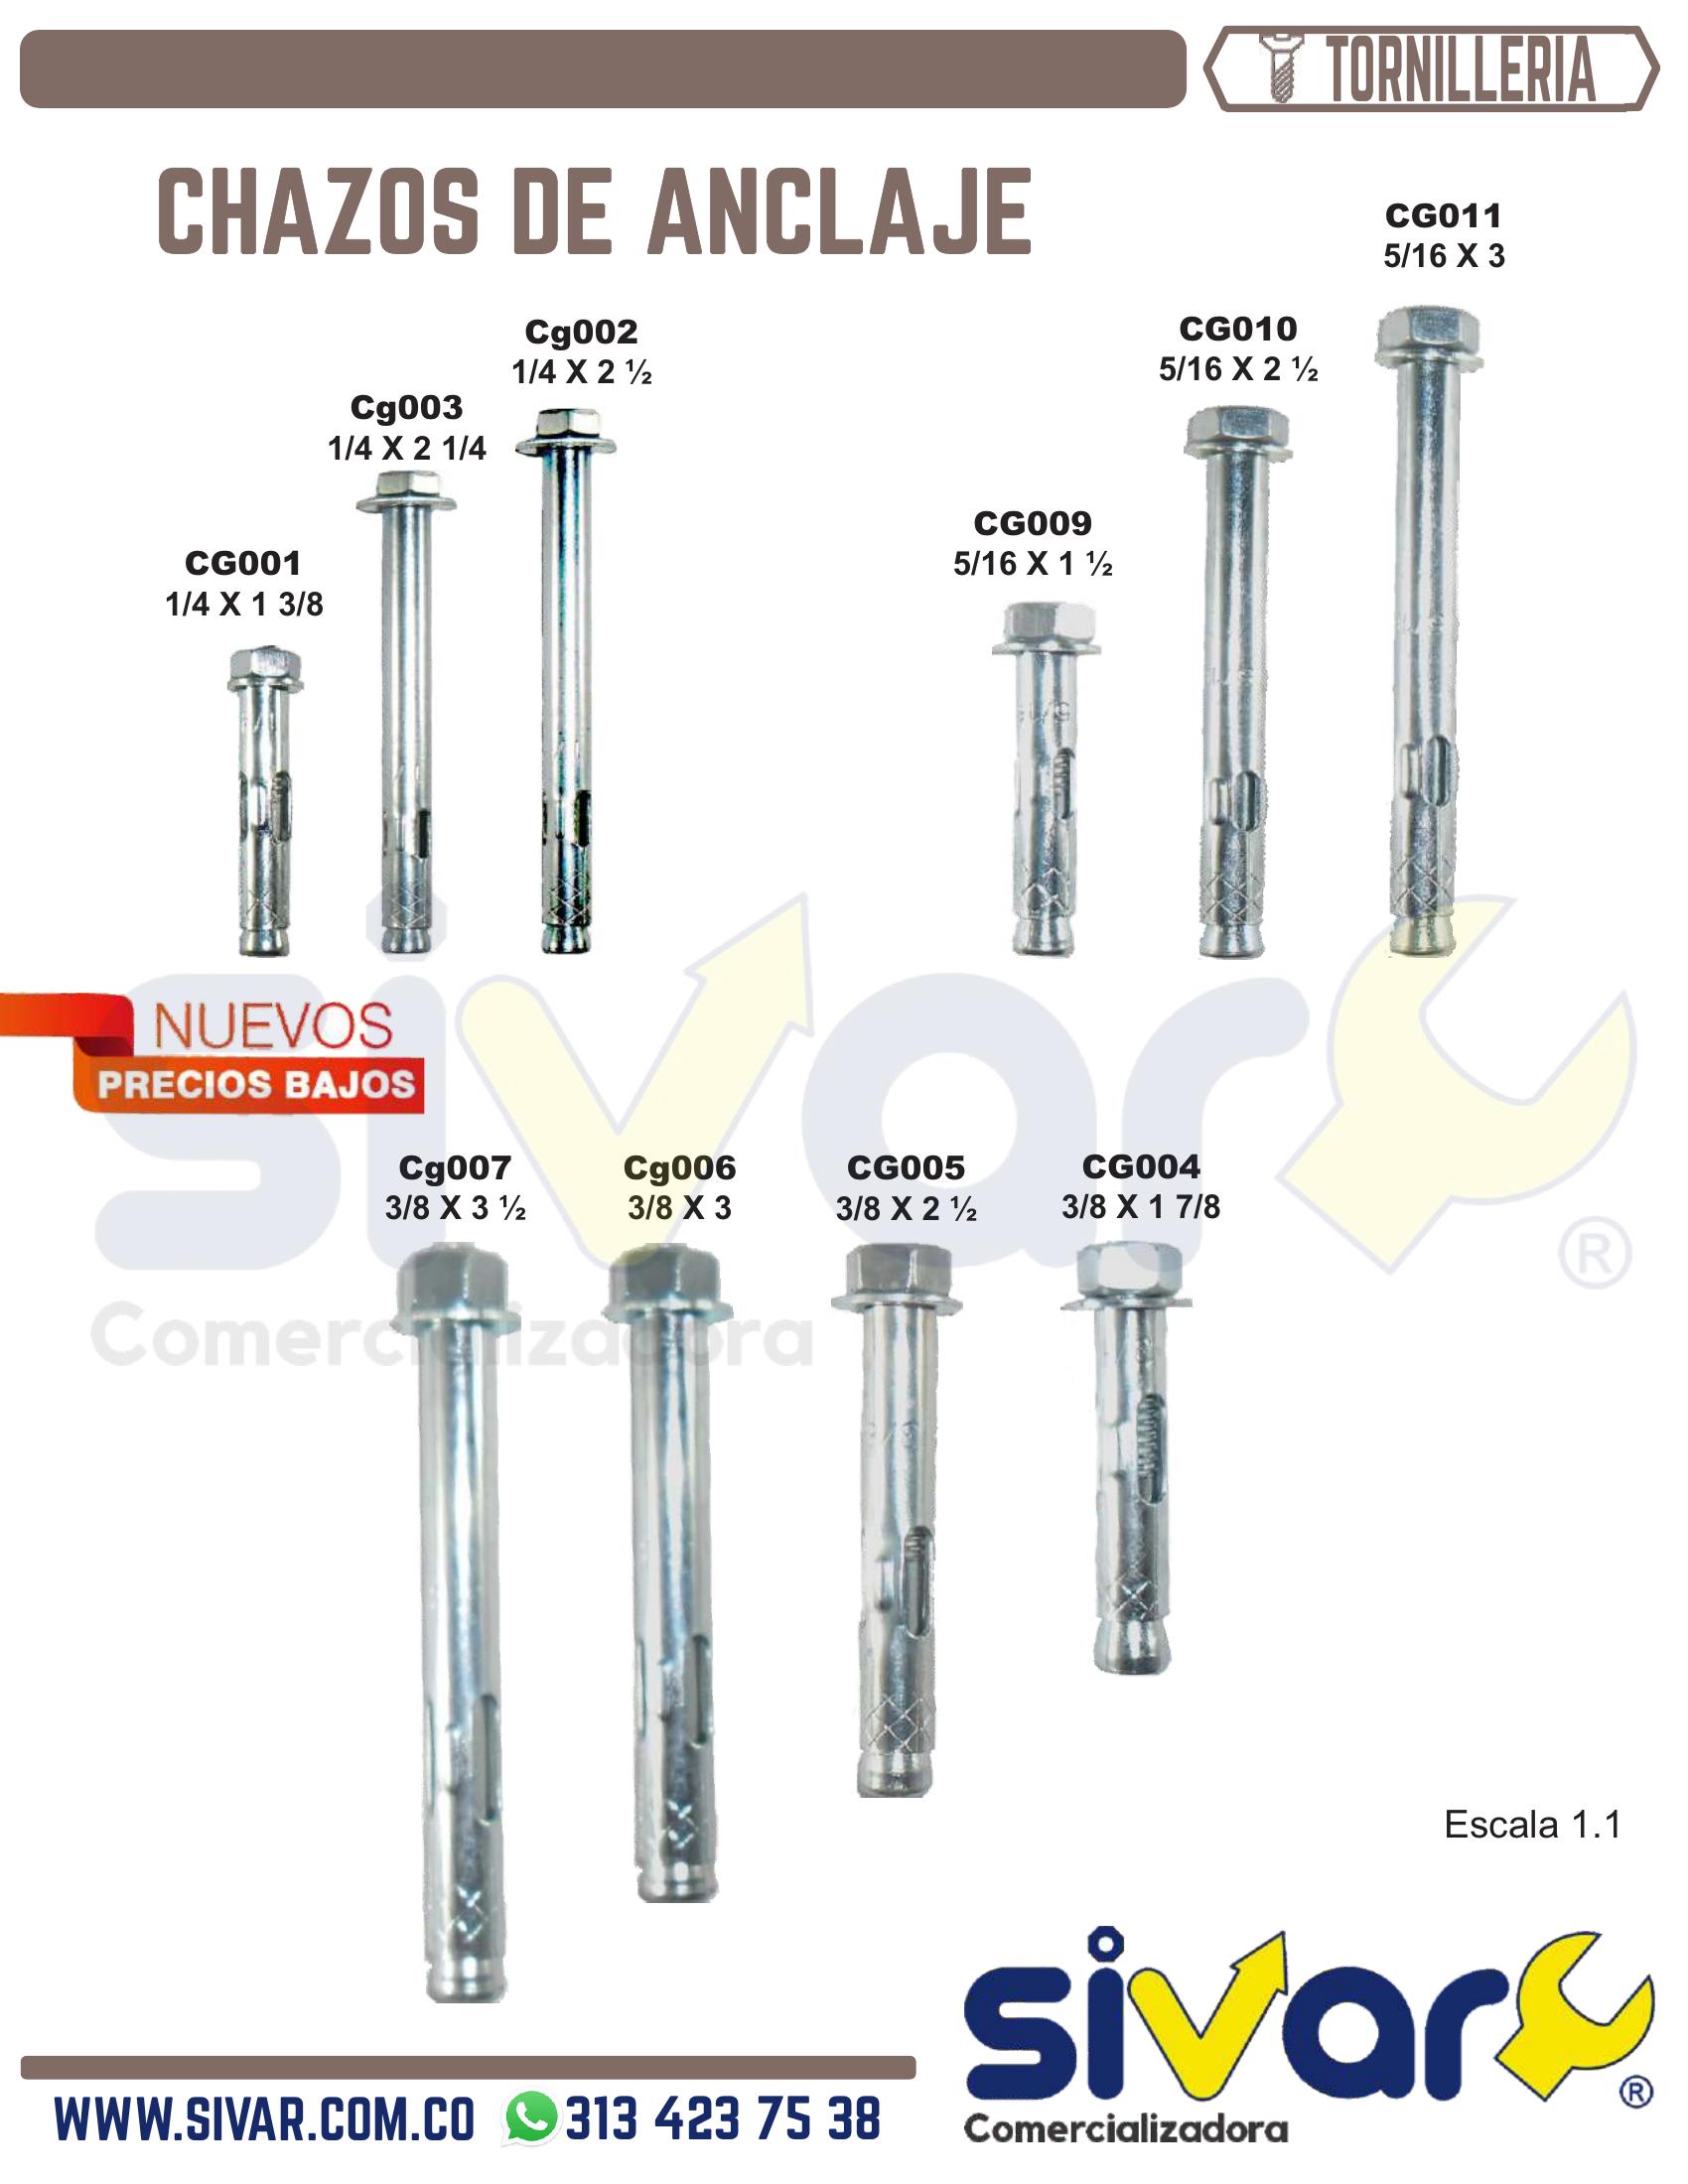 TORNILLERIA
CHAZOS DE ANCLAJE
CG011
5/16 X 3
Cg002
1/4 X 2 ½
CG010
5/16 X 2 ½
Cg003
1/4 X 2 1/4
CG009
5/16 X 1 ½
CG001
1/4 X 1 3/8
NUEVOS
PRECIOS BAJOS
sivar
®
Comercializadora
Cg007
3/8 X 3 ½
Cg006
3/8 X 3
CG005
3/8 X 2 ½
CG004
3/8 X 1 7/8
Escala 1.1
sivar
®
Comercializadora
WWW.SIVAR.COM.CO
313 423 75 38